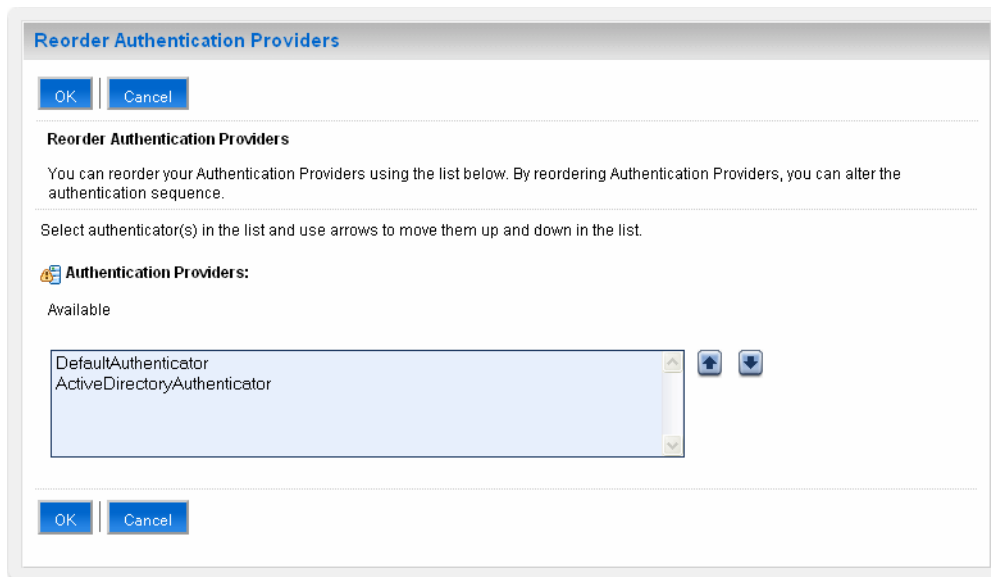 Reorder Authentication Providers
OK Cancel
Reorder Authentication Providers
You can reorder your Authentication Providers using the list below. By reordering Authentication Providers, you can alter the
authentication sequence.
Select authenticator(s) in the list and use arrows to move them up and down in the list.
Authentication Providers:
Available
DefaultAuthenticator
ActiveDirectoryAuthenticator
OK Cancel